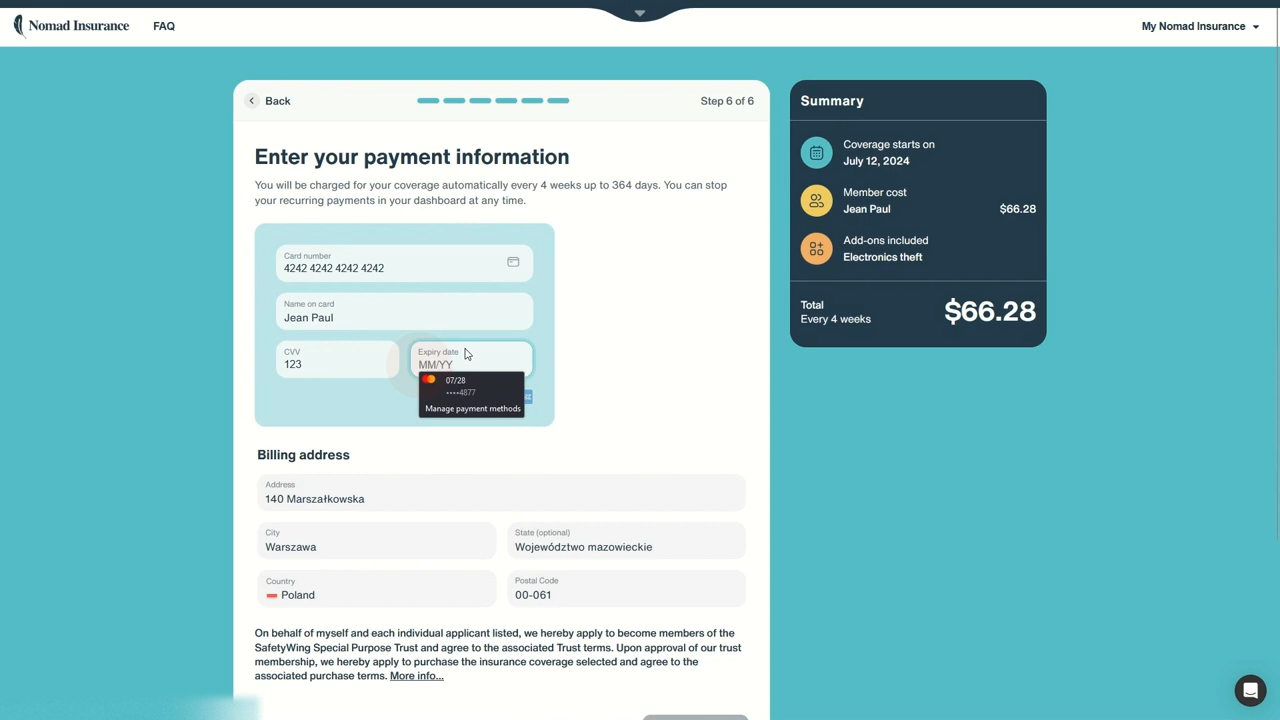 Nomad Insurance
FAQ
My Nomad Insurance
Back
Step 6 of 6
Enter your payment information
You will be charged for your coverage automatically every 4 weeks up to 364 days. You can stop
your recurring payments in your dashboard at any time.
Card number
4242 4242 4242 4242
Name on card
Jean Paul
CVV
123
Expiry date
MM/YY
07/28
••••4877
Manage payment methods
Billing address
Address
140 Marszałkowska
City
Warszawa
State (optional)
Województwo mazowieckie
Country
Poland
Postal Code
00-061
On behalf of myself and each individual applicant listed, we hereby apply to become members of the
SafetyWing Special Purpose Trust and agree to the associated Trust terms. Upon approval of our trust
membership, we hereby apply to purchase the insurance coverage selected and agree to the
associated purchase terms. More info...
Summary
Coverage starts on
July 12, 2024
Member cost
Jean Paul $66.28
Add-ons included
Electronics theft
Total
Every 4 weeks
$66.28